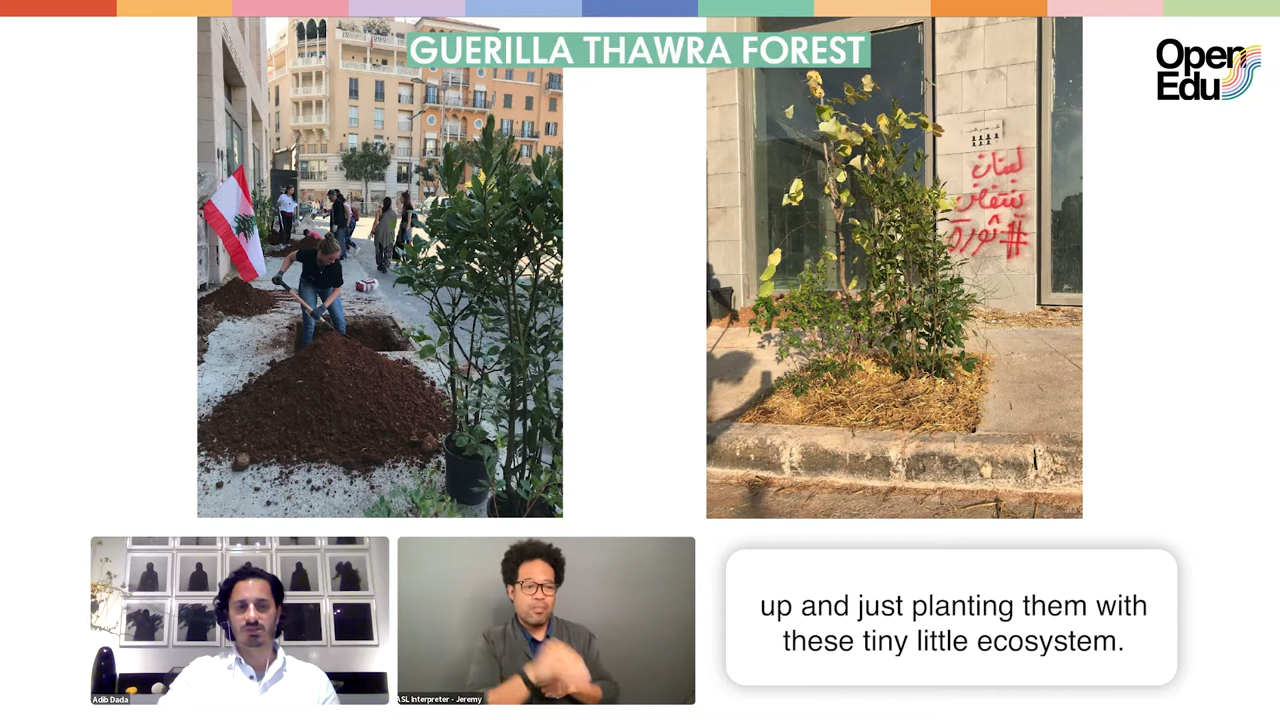 GUERILLA THAWRA FOREST
Open
Edu
لبنان
ينتفض
#ثورة
Adib Dada
ASL Interpreter - Jeremy
up and just planting them with
these tiny little ecosystem.